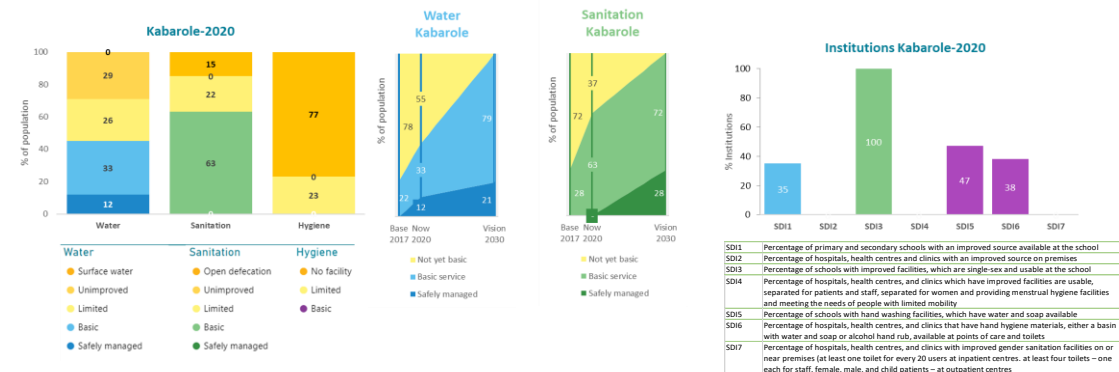 Kabarole-2020
% of population
100
80
60
40
20
0
0
29
26
33
12
15
0
22
63
0
77
0
23
0
Water
Sanitation
Hygiene
Water
Surface water
Unimproved
Limited
Basic
Safely managed
Sanitation
Open defecation
Unimproved
Limited
Basic
Safely managed
Hygiene
No facility
Limited
Basic
Water
Kabarole
% of population
78
55
79
22
33
12
21
Base
2017
Now
2020
Vision
2030
Not yet basic
Basic service
Safely managed
Sanitation
Kabarole
% of population
72
37
72
28
63
-
28
Base
2017
Now
2020
Vision
2030
Not yet basic
Basic service
Safely managed
Institutions Kabarole-2020
% Institutions
100
80
60
40
20
0
35
100
47
38
SDI1
SDI2
SDI3
SDI4
SDI5
SDI6
SDI7
SDI1 Percentage of primary and secondary schools with an improved source available at the school
SDI2 Percentage of hospitals, health centres and clinics with an improved source on premises
SDI3 Percentage of schools with improved facilities, which are single-sex and usable at the school
SDI4 Percentage of hospitals, health centres, and clinics which have improved facilities are usable,
separated for patients and staff, separated for women and providing menstrual hygiene facilities
and meeting the needs of people with limited mobility
SDI5 Percentage of schools with hand washing facilities, which have water and soap available
SDI6 Percentage of hospitals, health centres, and clinics that have hand hygiene materials, either a basin
with water and soap or alcohol hand rub, available at points of care and toilets
SDI7 Percentage of hospitals, health centres, and clinics with improved gender sanitation facilities on or
near premises (at least one toilet for every 20 users at inpatient centres. at least four toilets – one
each for staff, female, male, and child patients – at outpatient centres